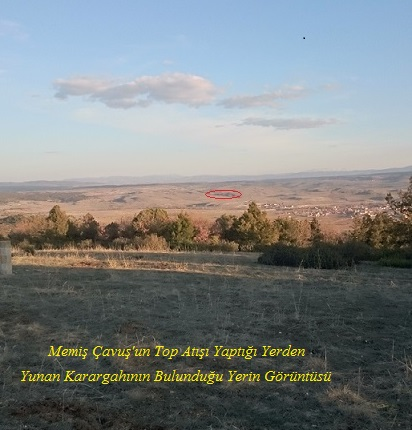 Memiş Çavuş'un Top Atışı Yaptığı Yerden
Yunan Karargahının Bulunduğu Yerin Görüntüsü